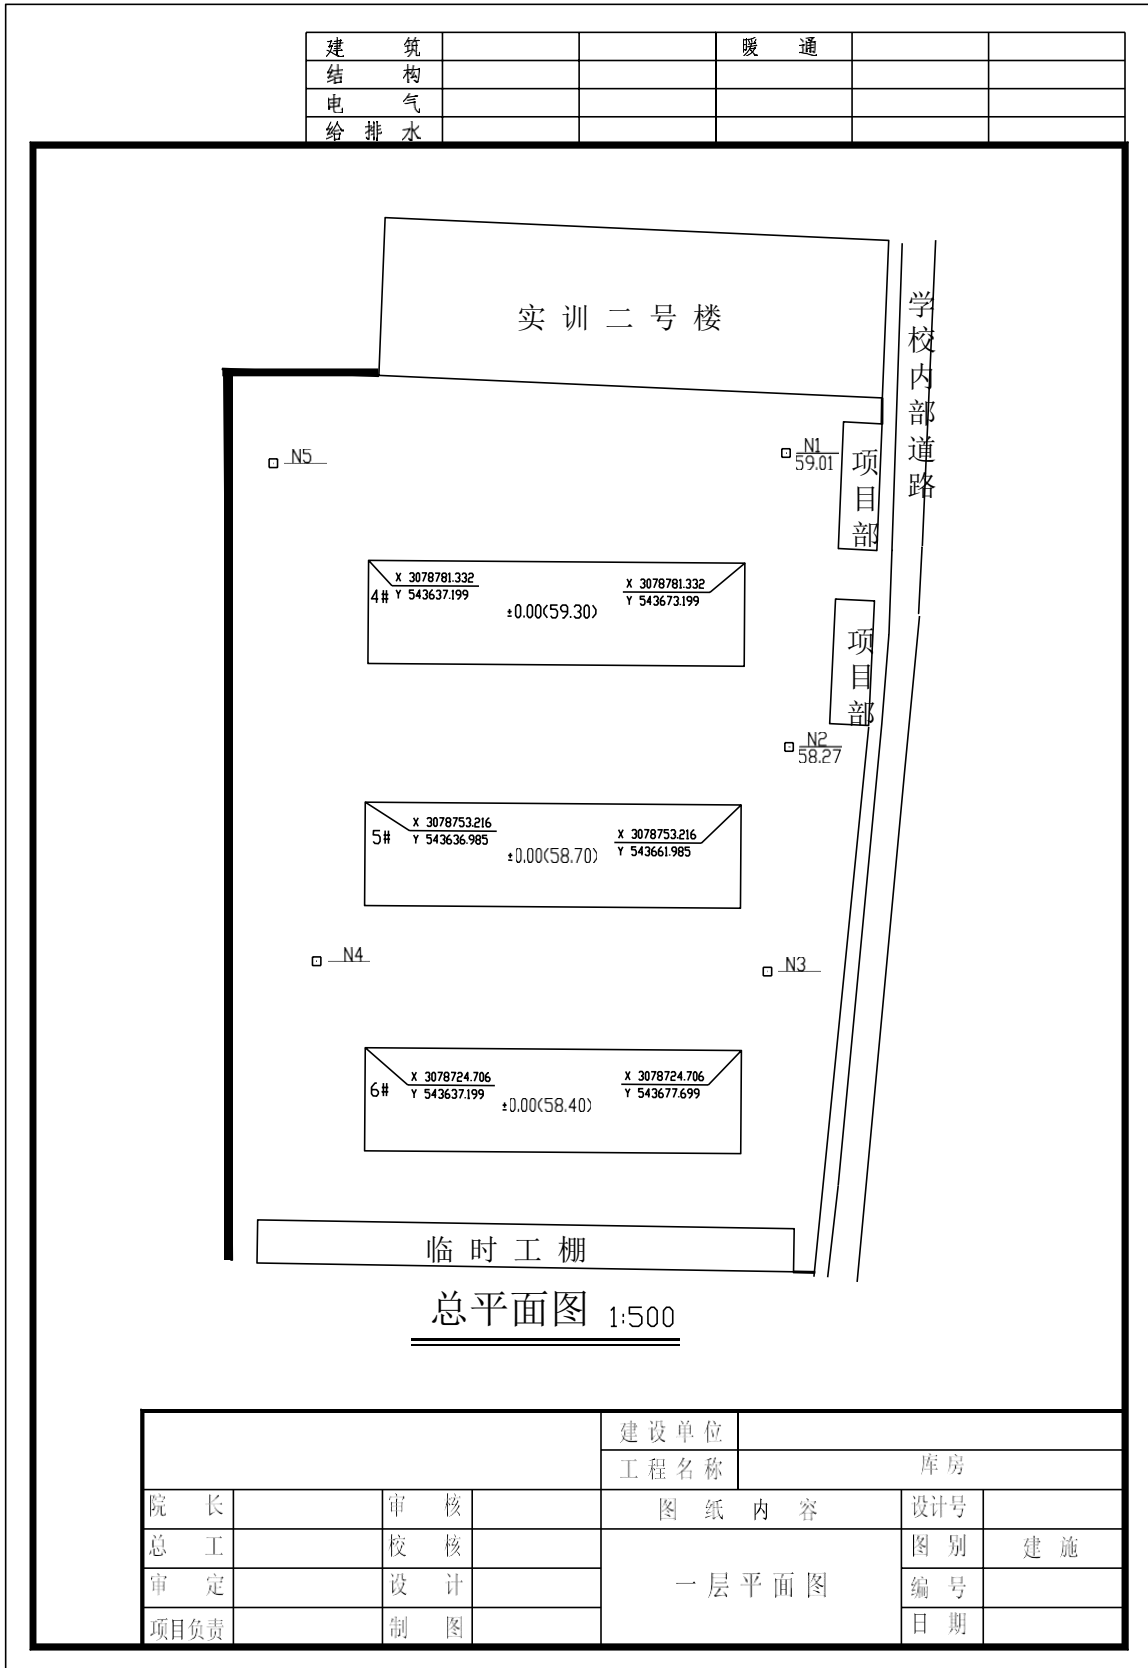 建 筑 暖 通
结 构
电 气
给 排 水
实 训 二 号 楼
学校内部道路
N5
N1
59.01
项目部
X 3078781.332
Y 543637.199
4#
±0.00(59.30)
X 3078781.332
Y 543673.199
项目部
N2
58.27
X 3078753.216
Y 543636.985
5#
±0.00(58.70)
X 3078753.216
Y 543661.985
N4
N3
X 3078724.706
Y 543637.199
6#
±0.00(58.40)
X 3078724.706
Y 543677.699
临 时 工 棚
总平面图 1:500
建 设 单 位
工 程 名 称 库 房
院 长 审 核 图 纸 内 容 设计号
总 工 校 核 图 别 建 施
审 定 设 计 一 层 平 面 图 编 号
项目负责 制 图 日 期